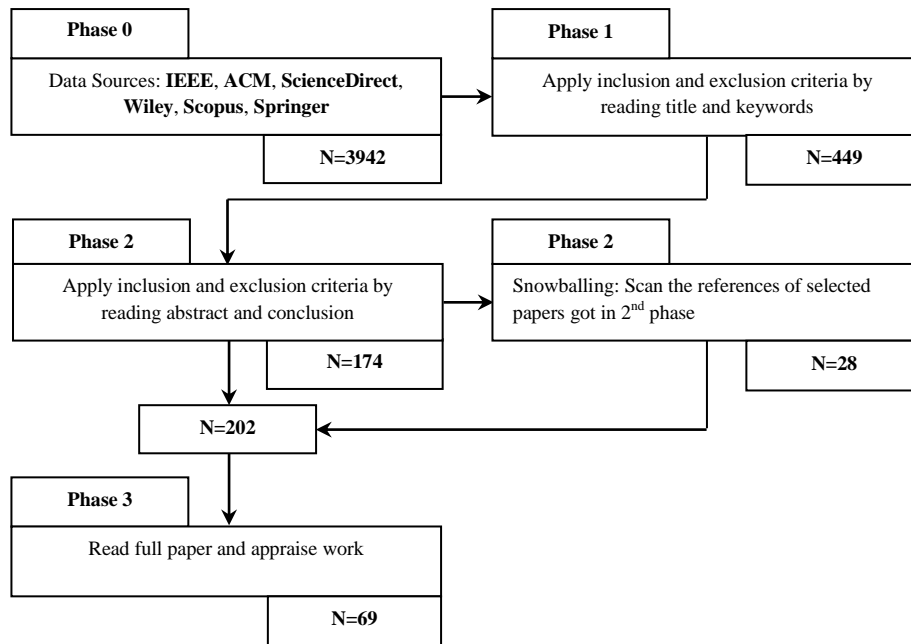 Phase 0
Data Sources: IEEE, ACM, ScienceDirect,
Wiley, Scopus, Springer
N=3942
Phase 1
Apply inclusion and exclusion criteria by
reading title and keywords
N=449
Phase 2
Apply inclusion and exclusion criteria by
reading abstract and conclusion
N=174
Phase 2
Snowballing: Scan the references of selected
papers got in 2nd phase
N=28
N=202
Phase 3
Read full paper and appraise work
N=69